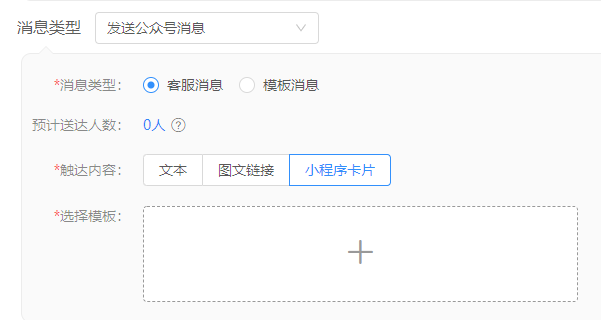 消息类型 发送公众号消息
*消息类型: 客服消息 模板消息
预计送达人数: 0人 ?
*触达内容: 文本 图文链接 小程序卡片
*选择模板: